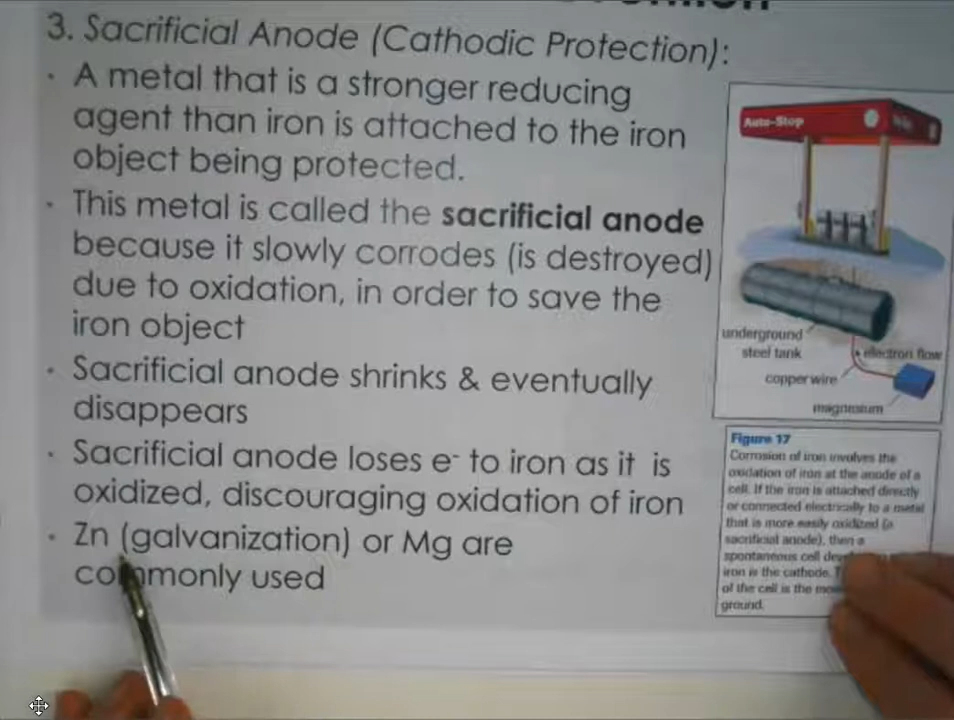 3. Sacrificial Anode (Cathodic Protection):
· A metal that is a stronger reducing
agent than iron is attached to the iron
object being protected.
· This metal is called the sacrificial anode
because it slowly corrodes (is destroyed)
due to oxidation, in order to save the
iron object
· Sacrificial anode shrinks & eventually
disappears
· Sacrificial anode loses e- to iron as it is
oxidized, discouraging oxidation of iron
· Zn (galvanization) or Mg are
commonly used
Auto-Stop
underground
steel tank
electron flow
copper wire
magnesium
Figure 17
Corrosion of iron involves the
oxidation of iron at the anode of a
cell. If the iron is attached directly
or connected electrically to a metal
that is more easily oxidized (a
sacrificial anode), then a
spontaneous cell
iron is the cathode.
of the cell is the
ground.